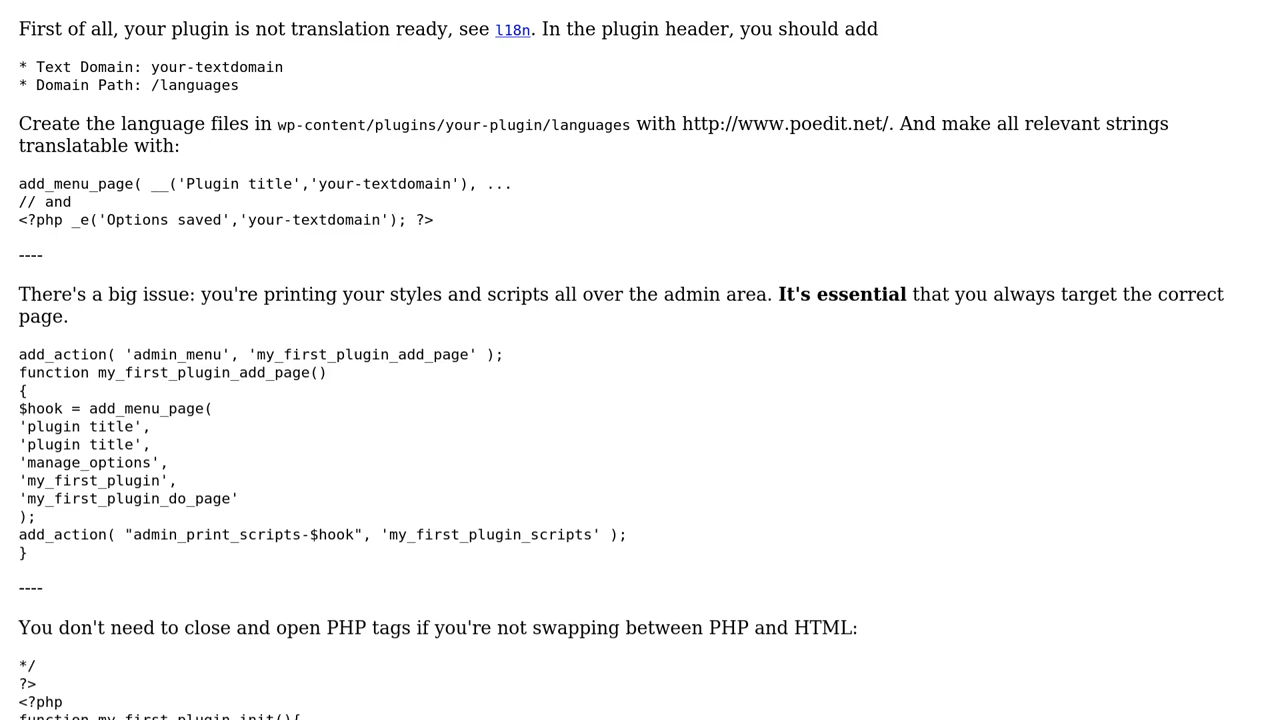 First of all, your plugin is not translation ready, see l18n. In the plugin header, you should add
* Text Domain: your-textdomain
* Domain Path: /languages
Create the language files in wp-content/plugins/your-plugin/languages with http://www.poedit.net/. And make all relevant strings
translatable with:
add_menu_page( __('Plugin title','your-textdomain'), ...
// and
<?php _e('Options saved','your-textdomain'); ?>
----
There's a big issue: you're printing your styles and scripts all over the admin area. It's essential that you always target the correct
page.
add_action( 'admin_menu', 'my_first_plugin_add_page' );
function my_first_plugin_add_page()
{
$hook = add_menu_page(
'plugin title',
'plugin title',
'manage_options',
'my_first_plugin',
'my_first_plugin_do_page'
);
add_action( "admin_print_scripts-$hook", 'my_first_plugin_scripts' );
}
----
You don't need to close and open PHP tags if you're not swapping between PHP and HTML:
*/
?>
<?php
function my_first_plugin_init(){